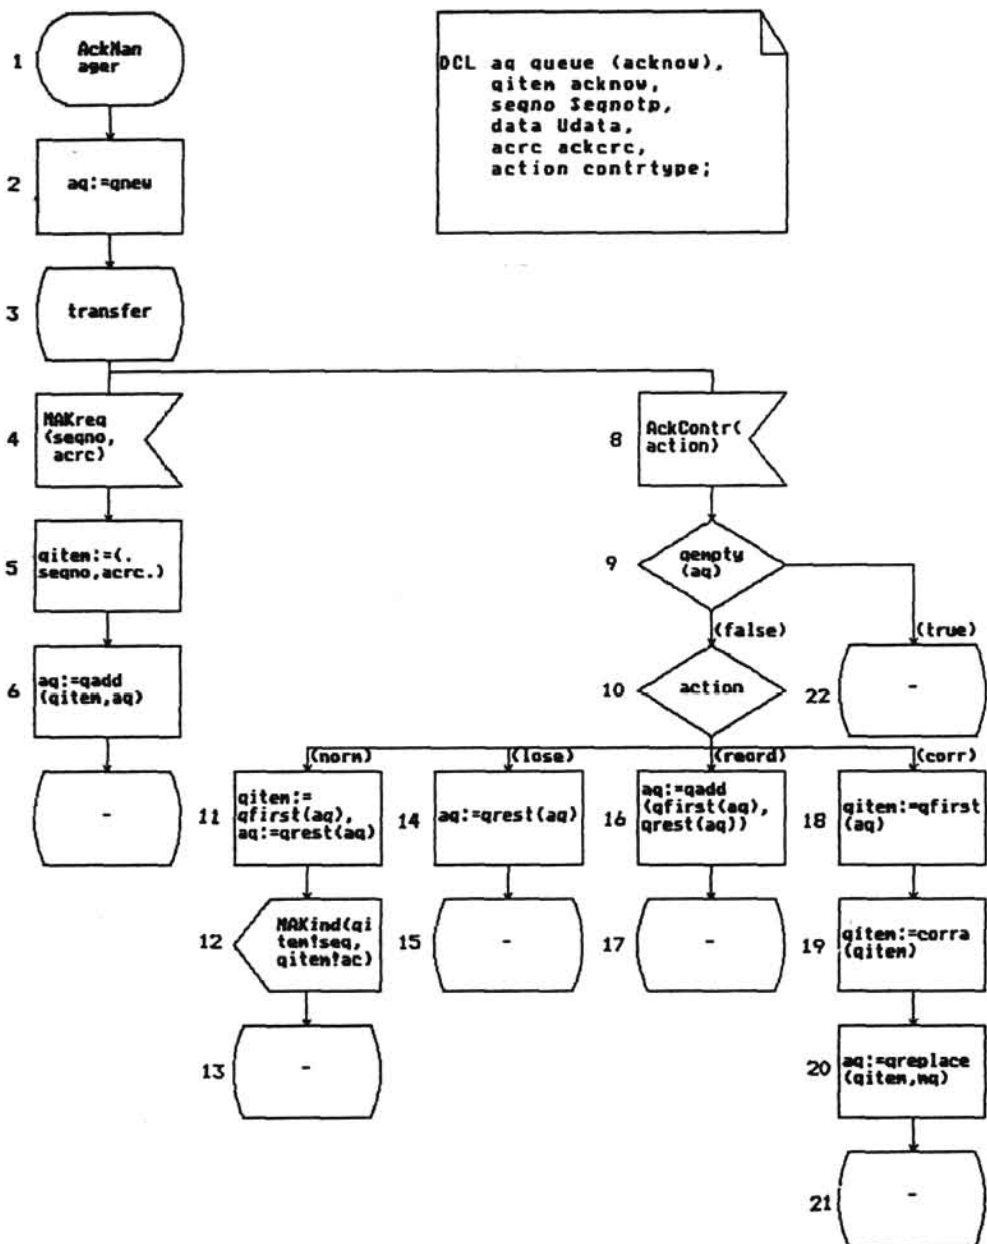 1
AckMan
ager
DCL aq queue (acknow),
qitem acknow,
seqno Seqnotp,
data Udata,
acrc ackcrc,
action contrtype;
2
aq:=qnew
3
transfer
4
MAKreq
(seqno,
acrc)
8
AckContr(
action)
5
qitem:=(.
seqno,acrc.)
9
qempty
(aq)
(false)
(true)
6
aq:=qadd
(qitem,aq)
10
action
22
-
-
(norm)
(lose)
(reord)
(corr)
11
qitem:=
qfirst(aq),
aq:=qrest(aq)
14
aq:=qrest(aq)
16
aq:=qadd
(qfirst(aq),
qrest(aq))
18
qitem:=qfirst
(aq)
12
MAKind(qi
tem!seq,
qitem!ac)
15
-
17
-
19
qitem:=corra
(qitem)
13
-
20
aq:=qreplace
(qitem,mq)
21
-